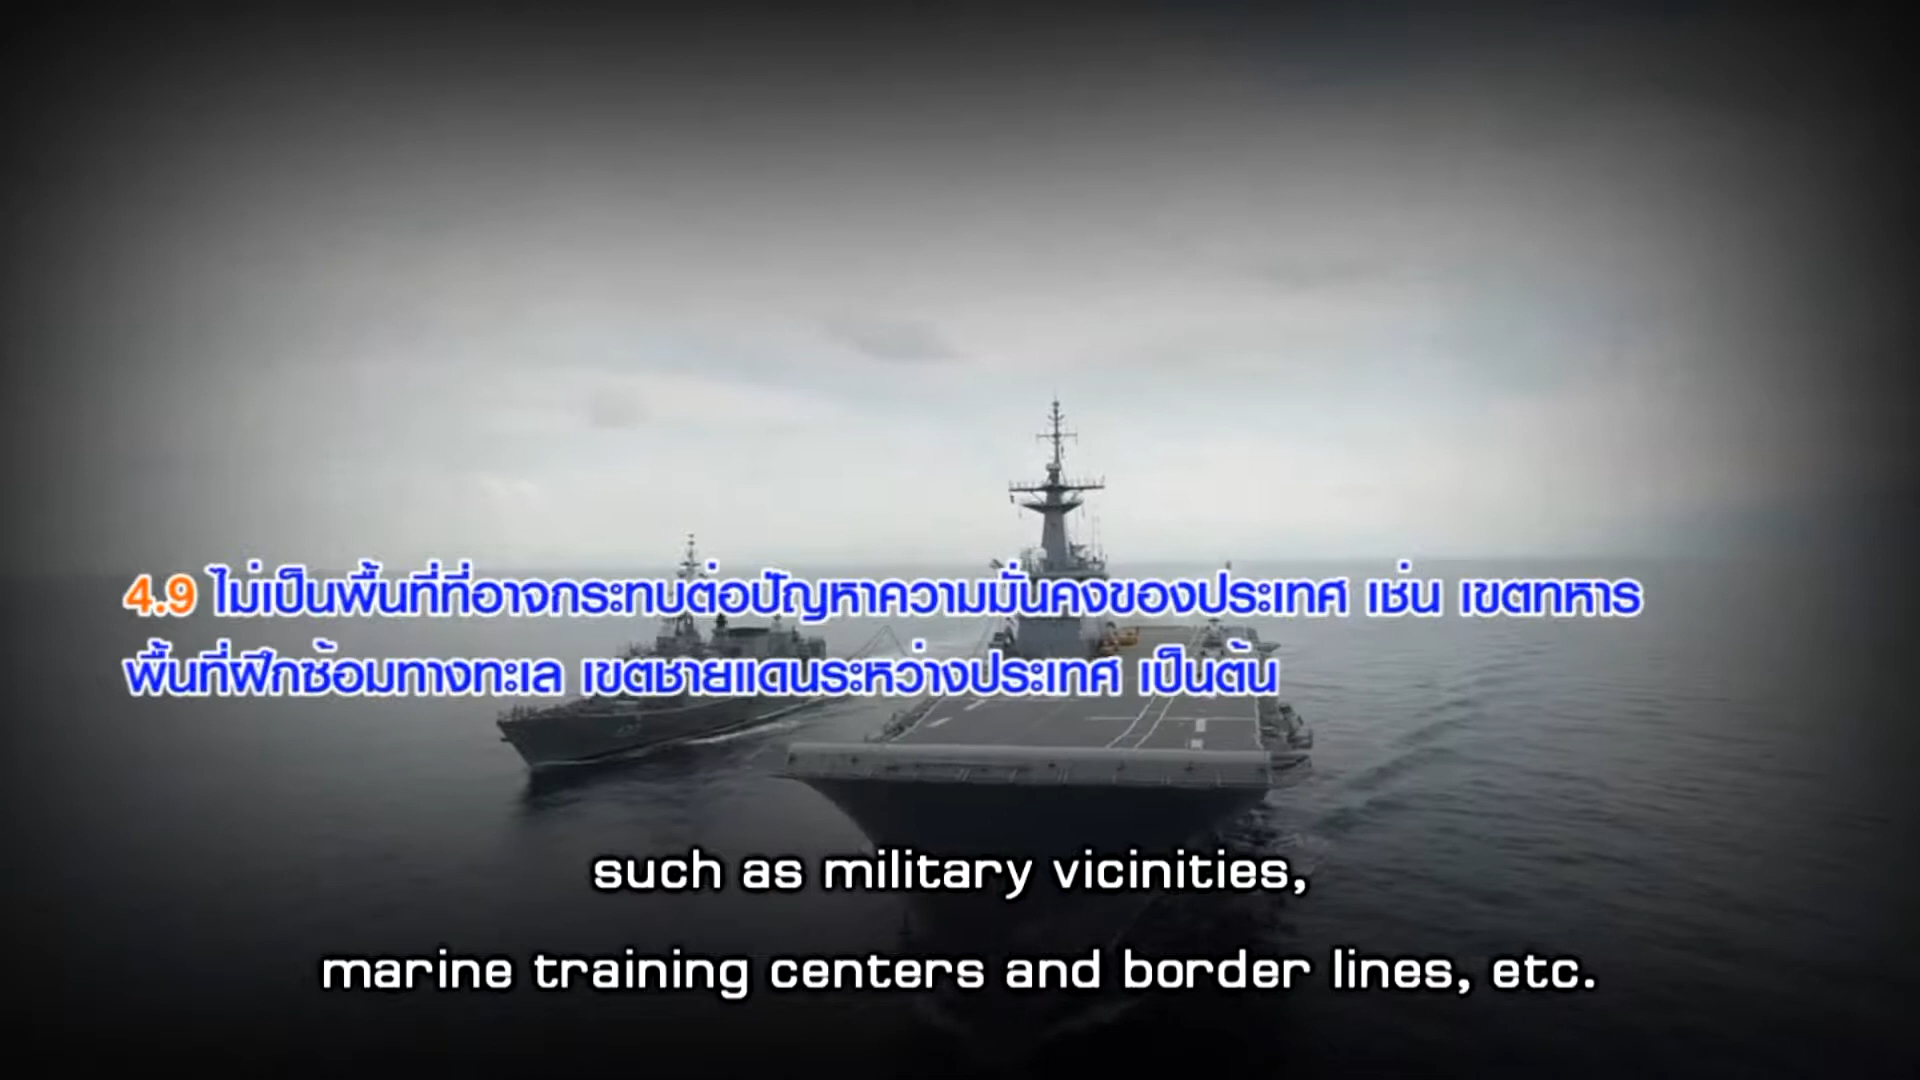 4.9 ไม่เป็นพื้นที่ที่อาจกระทบต่อปัญหาความมั่นคงของประเทศ เช่น เขตทหาร
พื้นที่ฝึกซ้อมทางทะเล เขตชายแดนระหว่างประเทศ เป็นต้น
such as military vicinities,
marine training centers and border lines, etc.